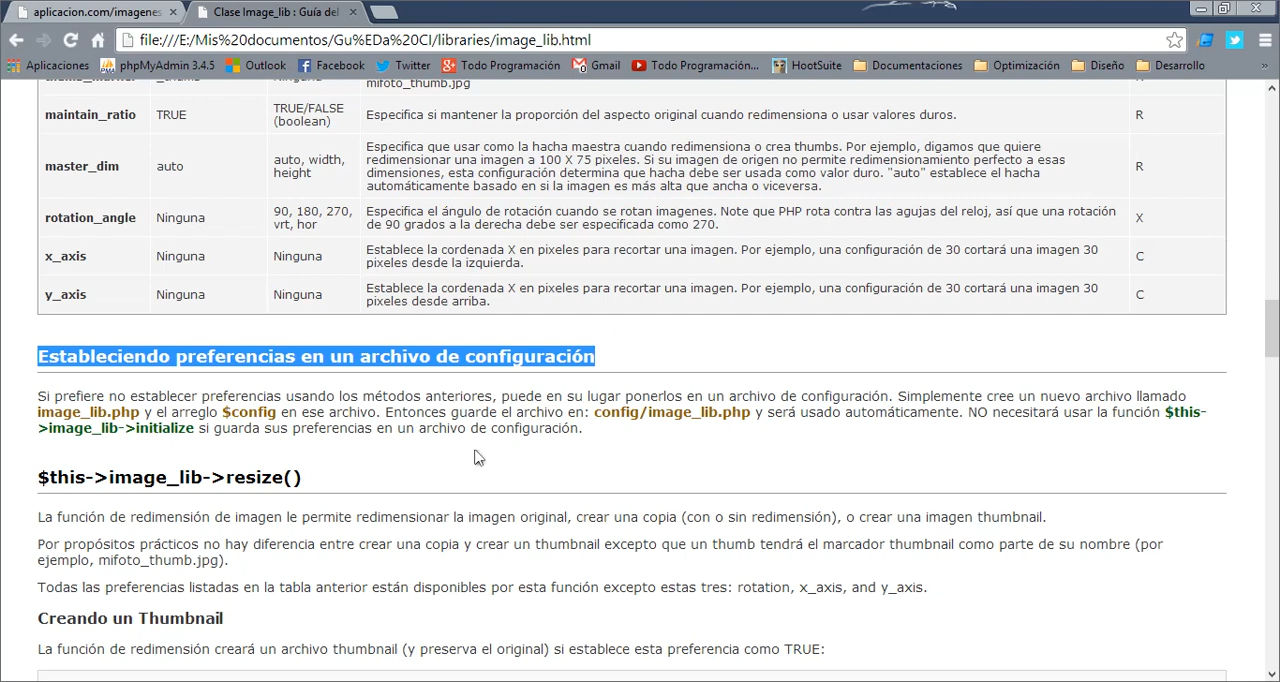 aplicacion.com/imagenes
Clase Image_lib : Guía del
file:///E:/Mis%20documentos/Gu%EDa%20CI/libraries/image_lib.html
Aplicaciones phpMyAdmin 3.4.5 Outlook Facebook Twitter Todo Programación Gmail Todo Programación... HootSuite Documentaciones Optimización Diseño Desarrollo »
mifoto_thumb.jpg
maintain_ratio TRUE TRUE/FALSE (boolean) Especifica si mantener la proporción del aspecto original cuando redimensiona o usar valores duros. R
master_dim auto auto, width, height Especifica que usar como la hacha maestra cuando redimensiona o crea thumbs. Por ejemplo, digamos que quiere
redimensionar una imagen a 100 X 75 pixeles. Si su imagen de origen no permite redimensionamiento perfecto a esas
dimensiones, esta configuración determina que hacha debe ser usada como valor duro. "auto" establece el hacha
automáticamente basado en si la imagen es más alta que ancha o viceversa. R
rotation_angle Ninguna 90, 180, 270, vrt, hor Especifica el ángulo de rotación cuando se rotan imagenes. Note que PHP rota contra las agujas del reloj, así que una rotación
de 90 grados a la derecha debe ser especificada como 270. X
x_axis Ninguna Ninguna Establece la cordenada X en pixeles para recortar una imagen. Por ejemplo, una configuración de 30 cortará una imagen 30
pixeles desde la izquierda. C
y_axis Ninguna Ninguna Establece la cordenada X en pixeles para recortar una imagen. Por ejemplo, una configuración de 30 cortará una imagen 30
pixeles desde arriba. C
Estableciendo preferencias en un archivo de configuración
Si prefiere no establecer preferencias usando los métodos anteriores, puede en su lugar ponerlos en un archivo de configuración. Simplemente cree un nuevo archivo llamado
image_lib.php y el arreglo $config en ese archivo. Entonces guarde el archivo en: config/image_lib.php y será usado automáticamente. NO necesitará usar la función $this-
>image_lib->initialize si guarda sus preferencias en un archivo de configuración.
$this->image_lib->resize()
La función de redimensión de imagen le permite redimensionar la imagen original, crear una copia (con o sin redimensión), o crear una imagen thumbnail.
Por propósitos prácticos no hay diferencia entre crear una copia y crear un thumbnail excepto que un thumb tendrá el marcador thumbnail como parte de su nombre (por
ejemplo, mifoto_thumb.jpg).
Todas las preferencias listadas en la tabla anterior están disponibles por esta función excepto estas tres: rotation, x_axis, and y_axis.
Creando un Thumbnail
La función de redimensión creará un archivo thumbnail (y preserva el original) si establece esta preferencia como TRUE: